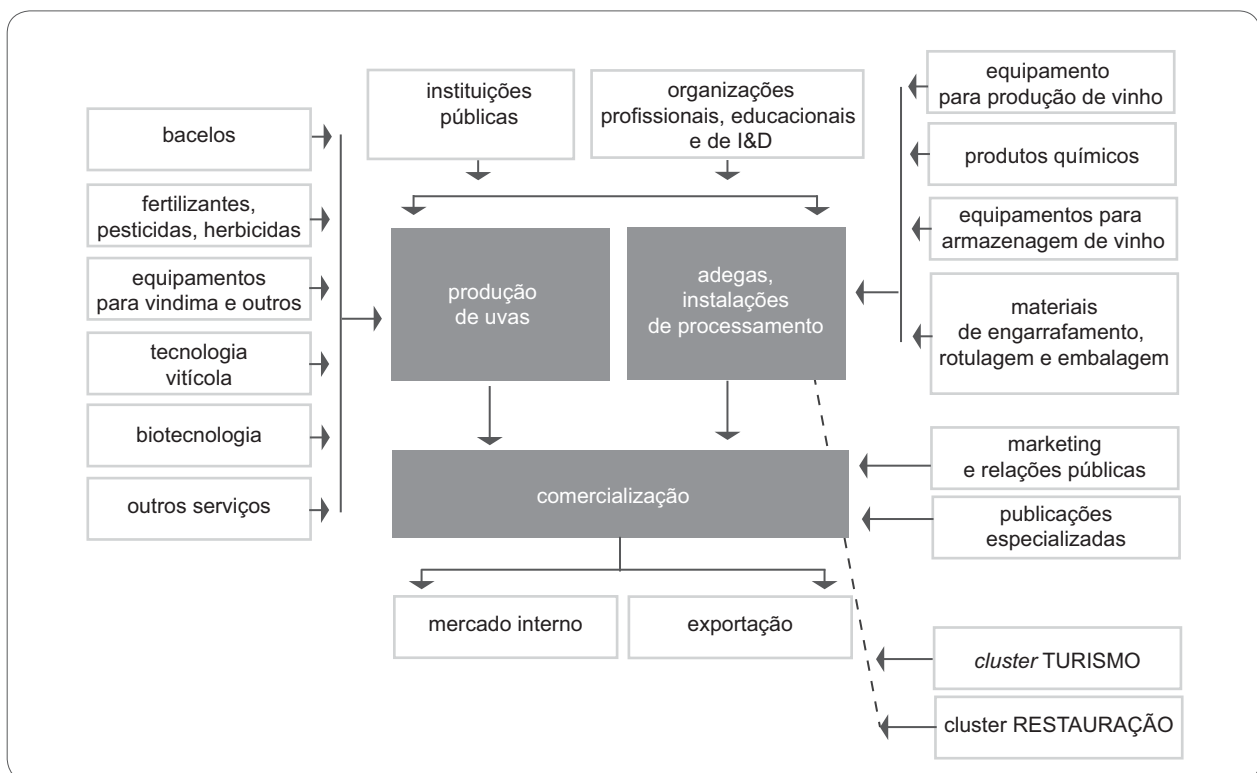 instituições
públicas
organizações
profissionais, educacionais
e de I&D
equipamento
para produção de vinho
bacelos
produtos químicos
fertilizantes,
pesticidas, herbicidas
equipamentos para
armazenagem de vinho
equipamentos
para vindima e outros
produção
de uvas
adegas,
instalações
de processamento
materiais
de engarrafamento,
rotulagem e embalagem
tecnologia
vitícola
biotecnologia
marketing
e relações públicas
outros serviços
comercialização
publicações
especializadas
mercado interno
exportação
cluster TURISMO
cluster RESTAURAÇÃO